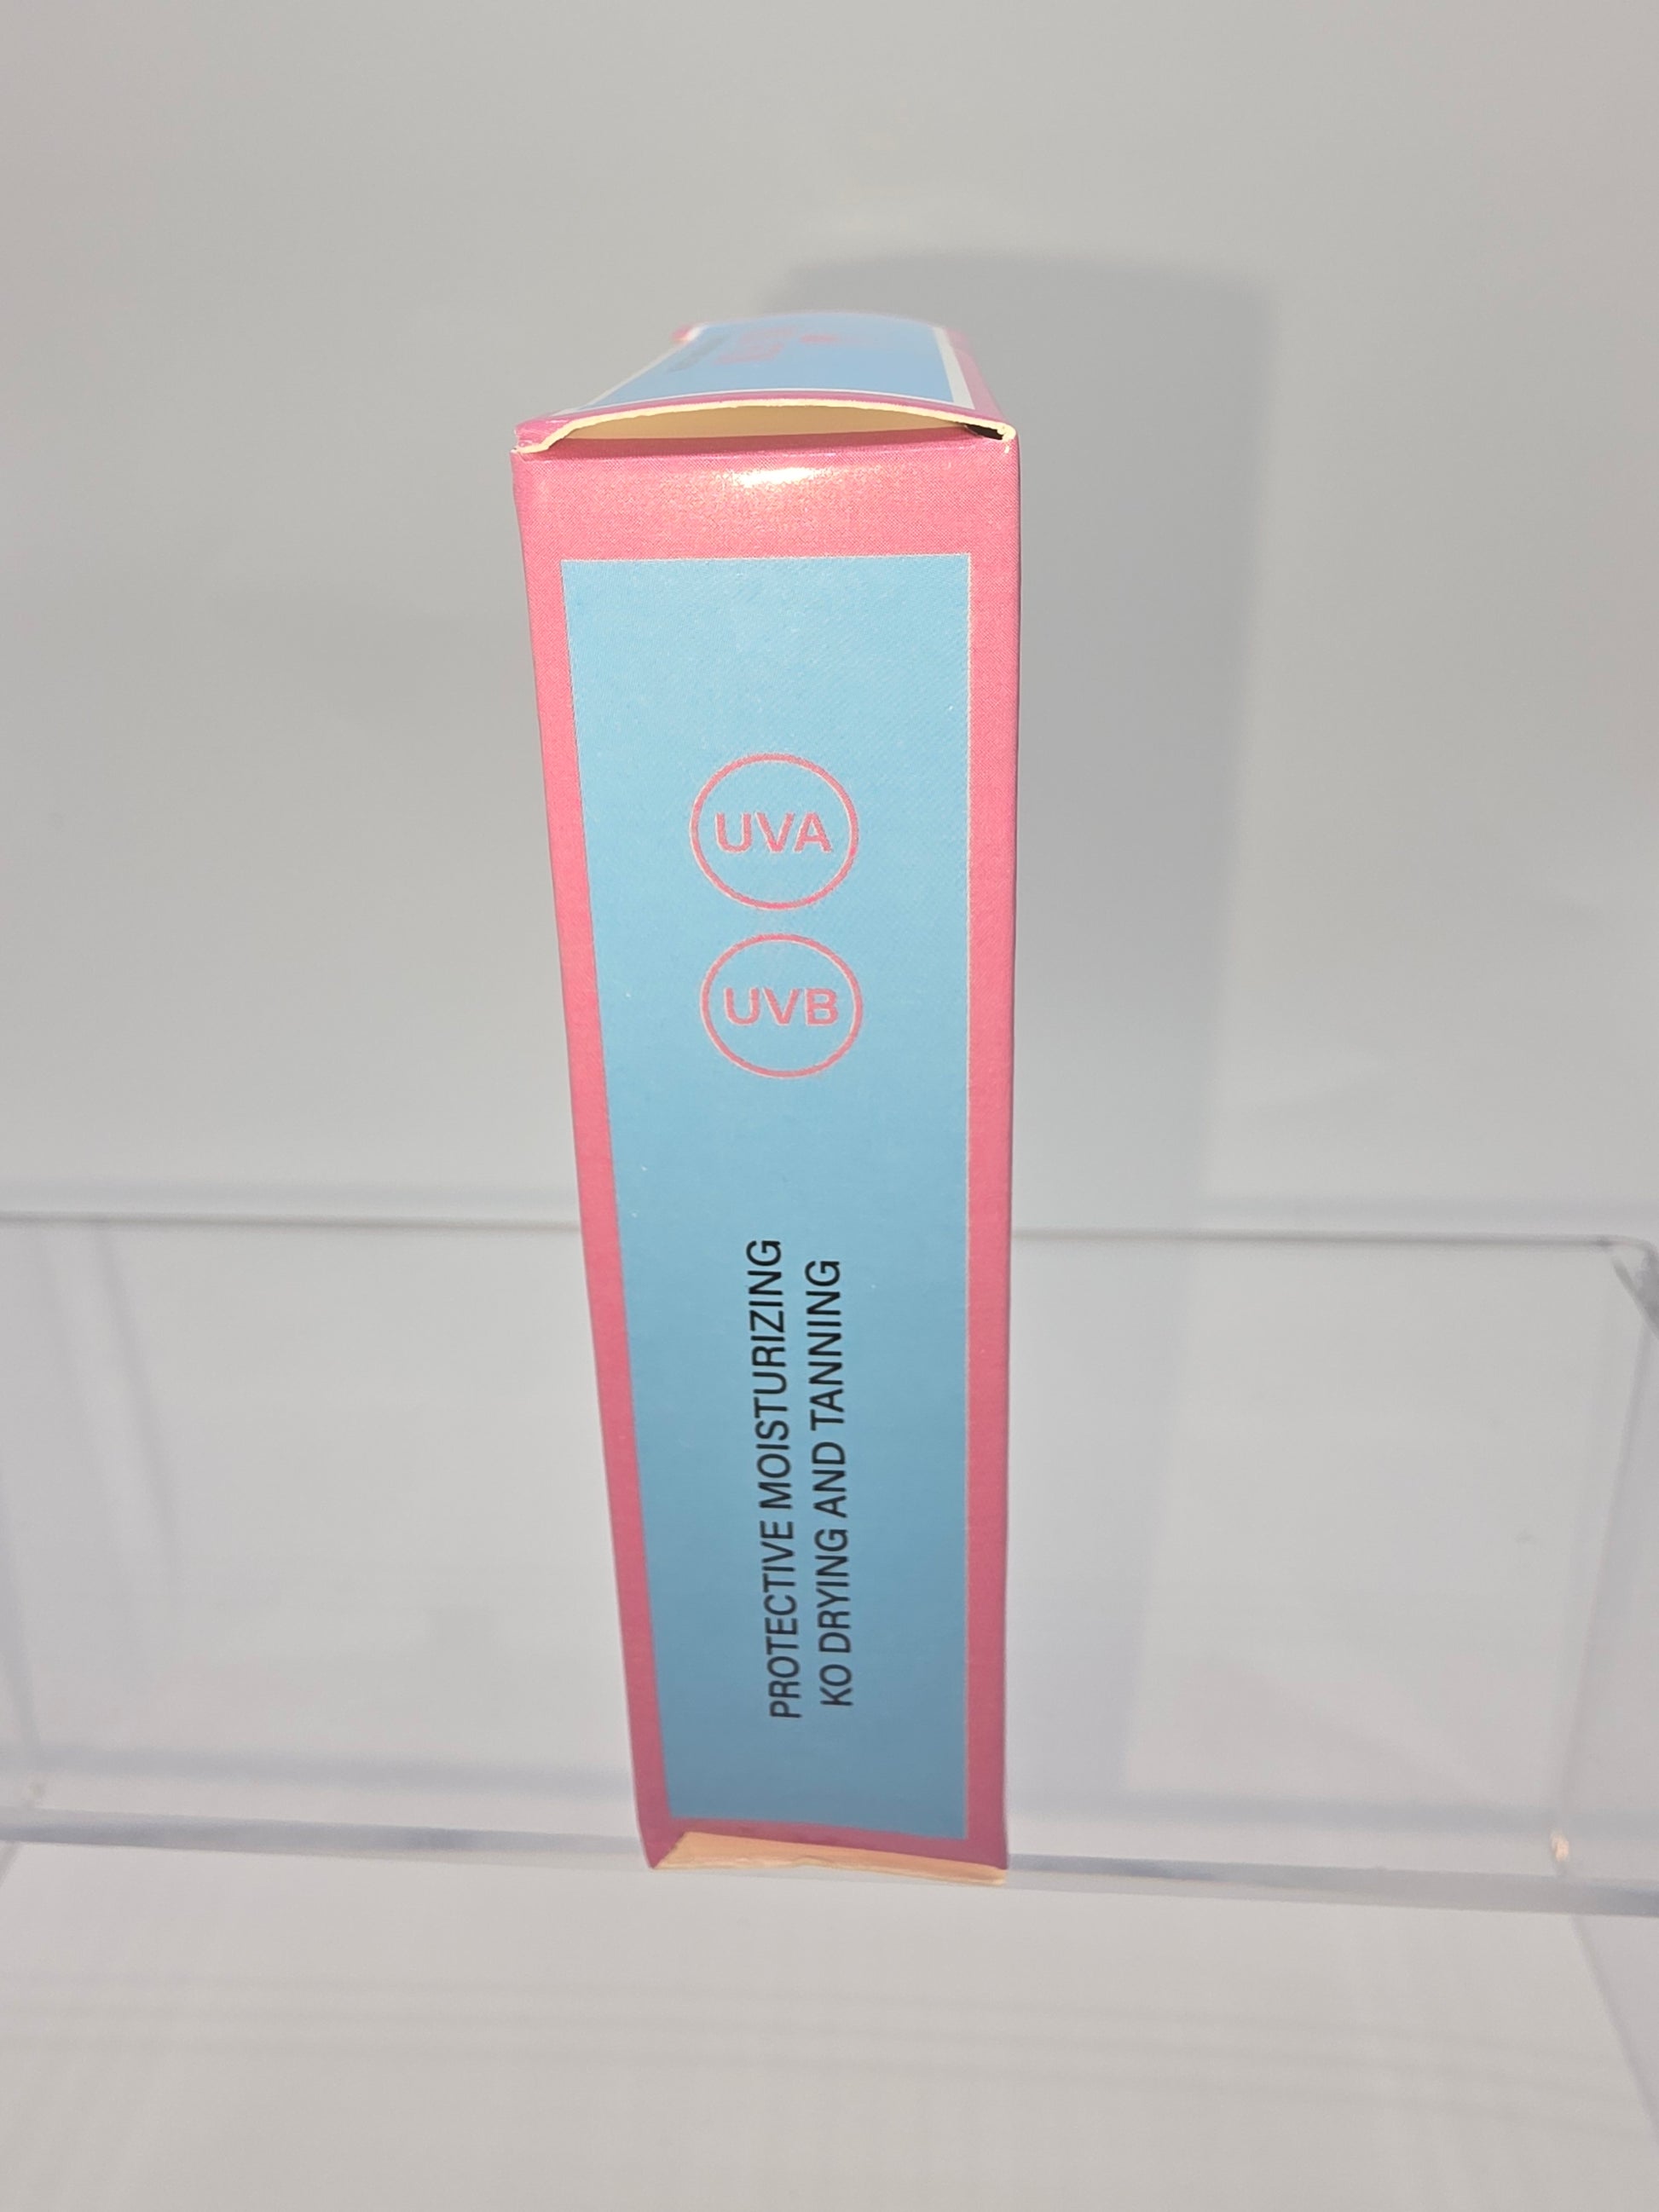 UVA
UVB
PROTECTIVE MOISTURIZING
KO DRYING AND TANNING